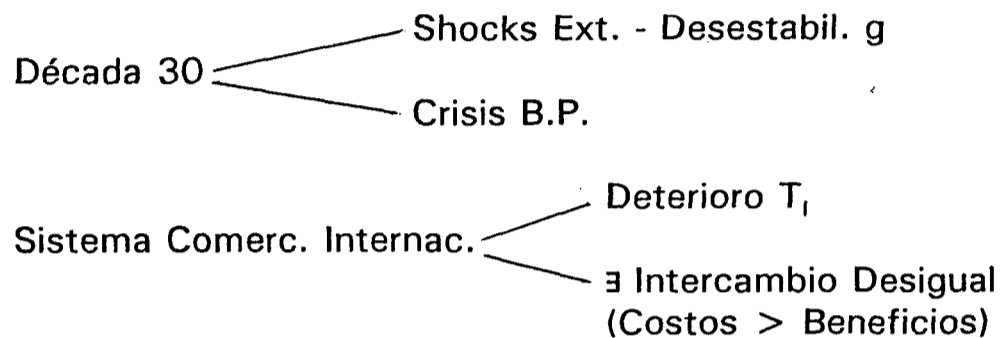 Shocks Ext. - Desestabil. g
Década 30
Crisis B.P.
Deterioro T_I
Sistema Comerc. Internac.
∃ Intercambio Desigual
(Costos > Beneficios)